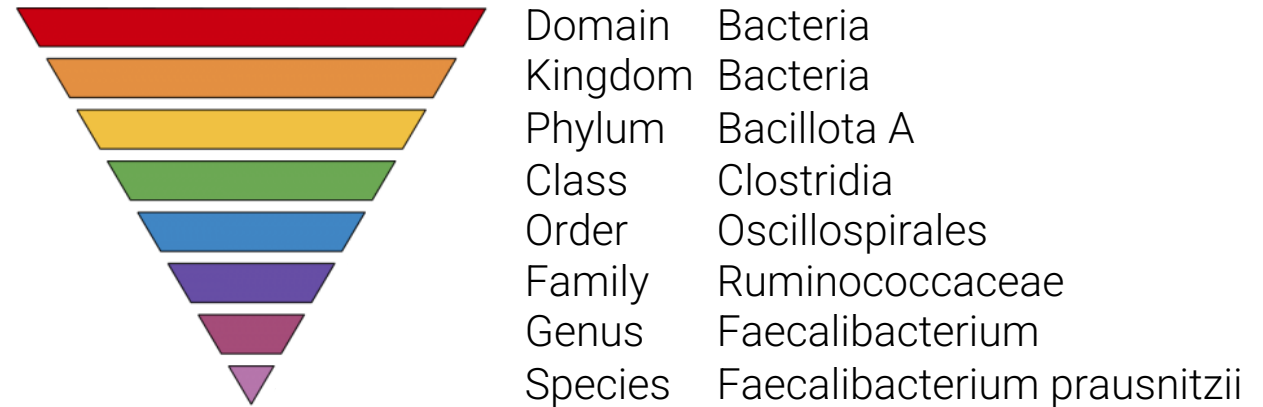 Domain Bacteria
Kingdom Bacteria
Phylum Bacillota A
Class Clostridia
Order Oscillospirales
Family Ruminococcaceae
Genus Faecalibacterium
Species Faecalibacterium prausnitzii